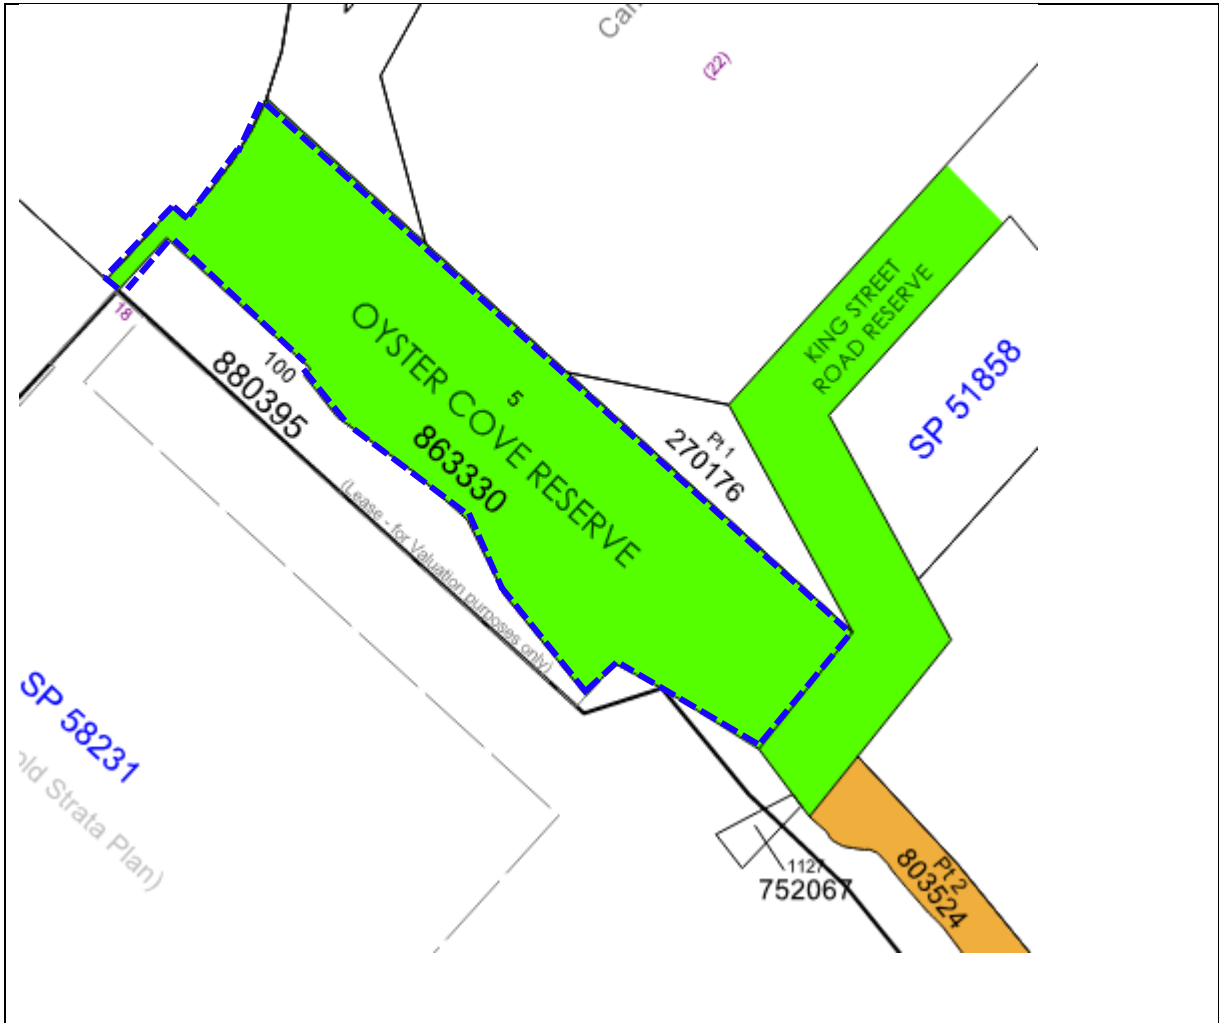 (22)
KING STREET
ROAD RESERVE
SP 51858
18
100
880395
OYSTER COVE RESERVE
5
863330
Pt 1
270176
(Lease - for Valuation purposes only)
SP 58231
old Strata Plan)
1127
752067
Pt 2
803524